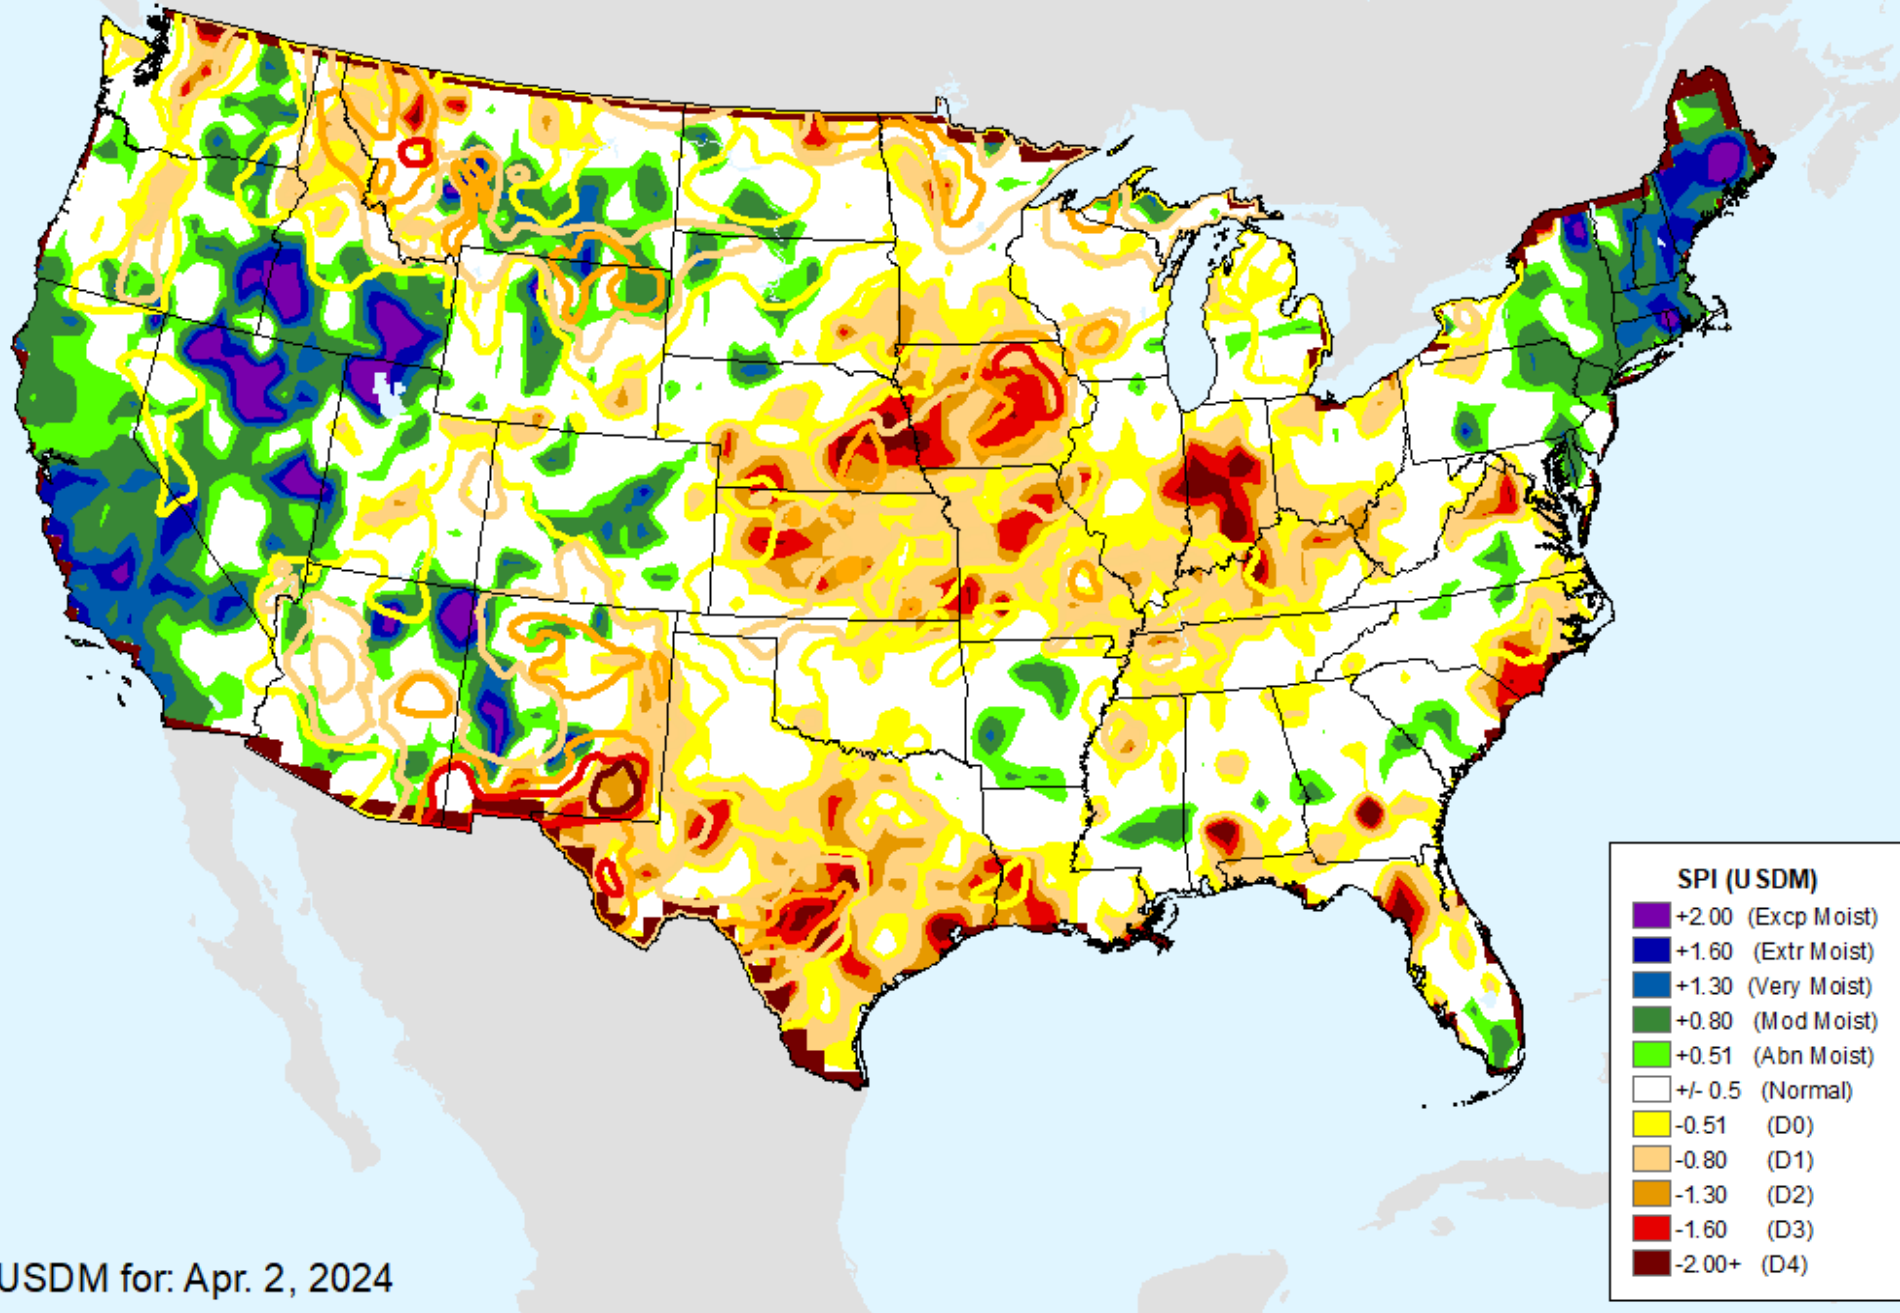 SPI (USDM)
+2.00 (Excp Moist)
+1.60 (Extr Moist)
+1.30 (Very Moist)
+0.80 (Mod Moist)
+0.51 (Abn Moist)
+/- 0.5 (Normal)
-0.51 (D0)
-0.80 (D1)
-1.30 (D2)
-1.60 (D3)
-2.00+ (D4)
USDM for: Apr. 2, 2024